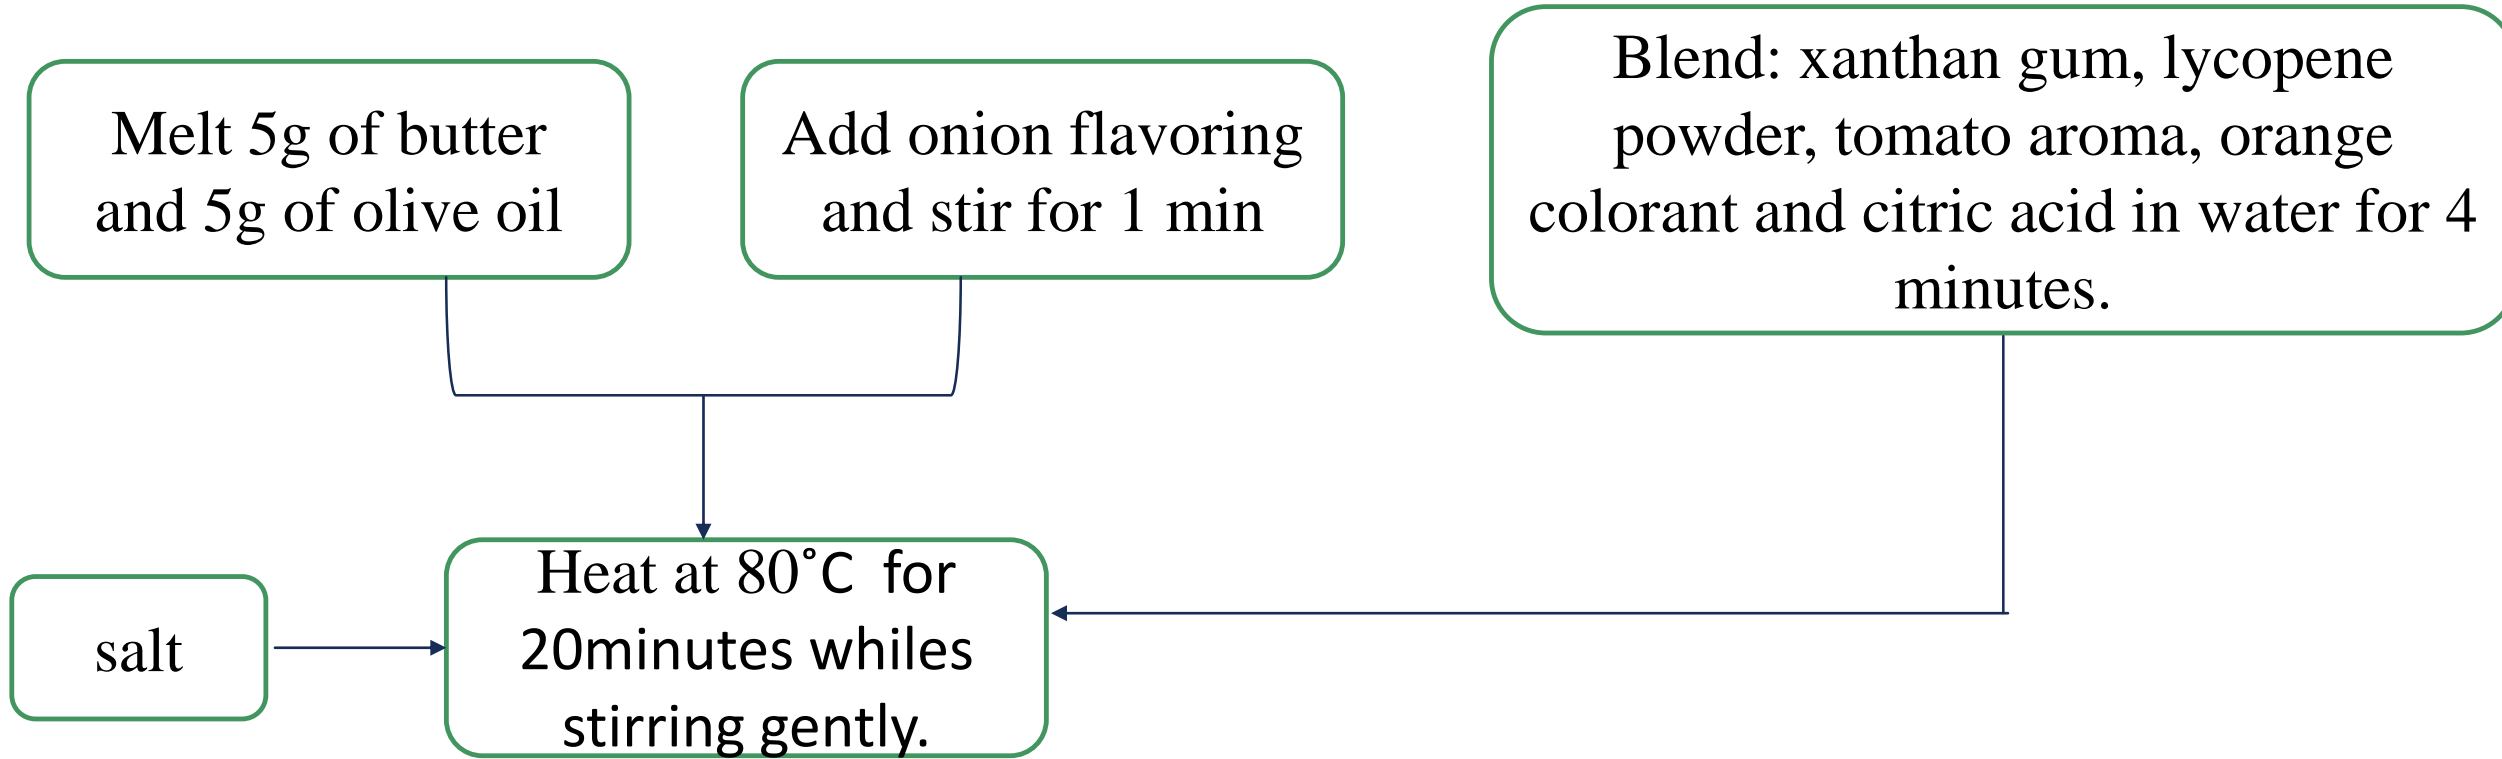 Melt 5g of butter
and 5g of olive oil
Add onion flavoring
and stir for 1 min
Blend: xanthan gum, lycopene
powder, tomato aroma, orange
colorant and citric acid in water for 4
minutes.
salt
Heat at 80°C  for
20minutes whiles
stirring gently.